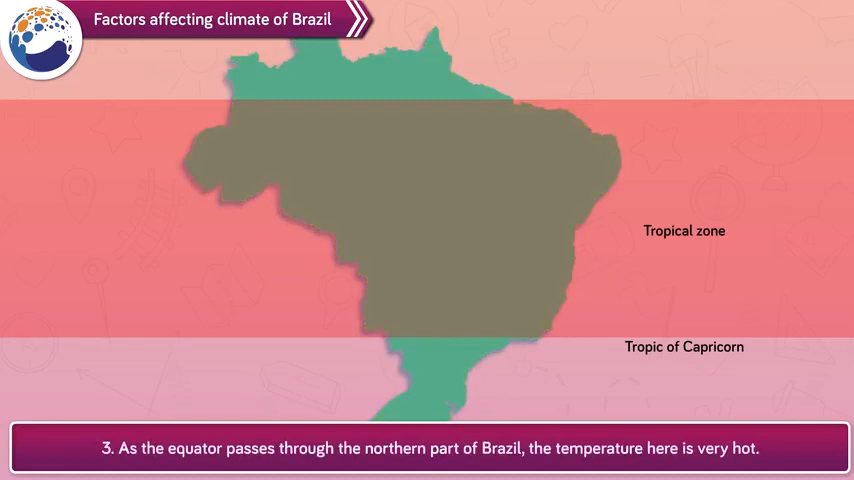 Factors affecting climate of Brazil
Tropical zone
Tropic of Capricorn
3. As the equator passes through the northern part of Brazil, the temperature here is very hot.